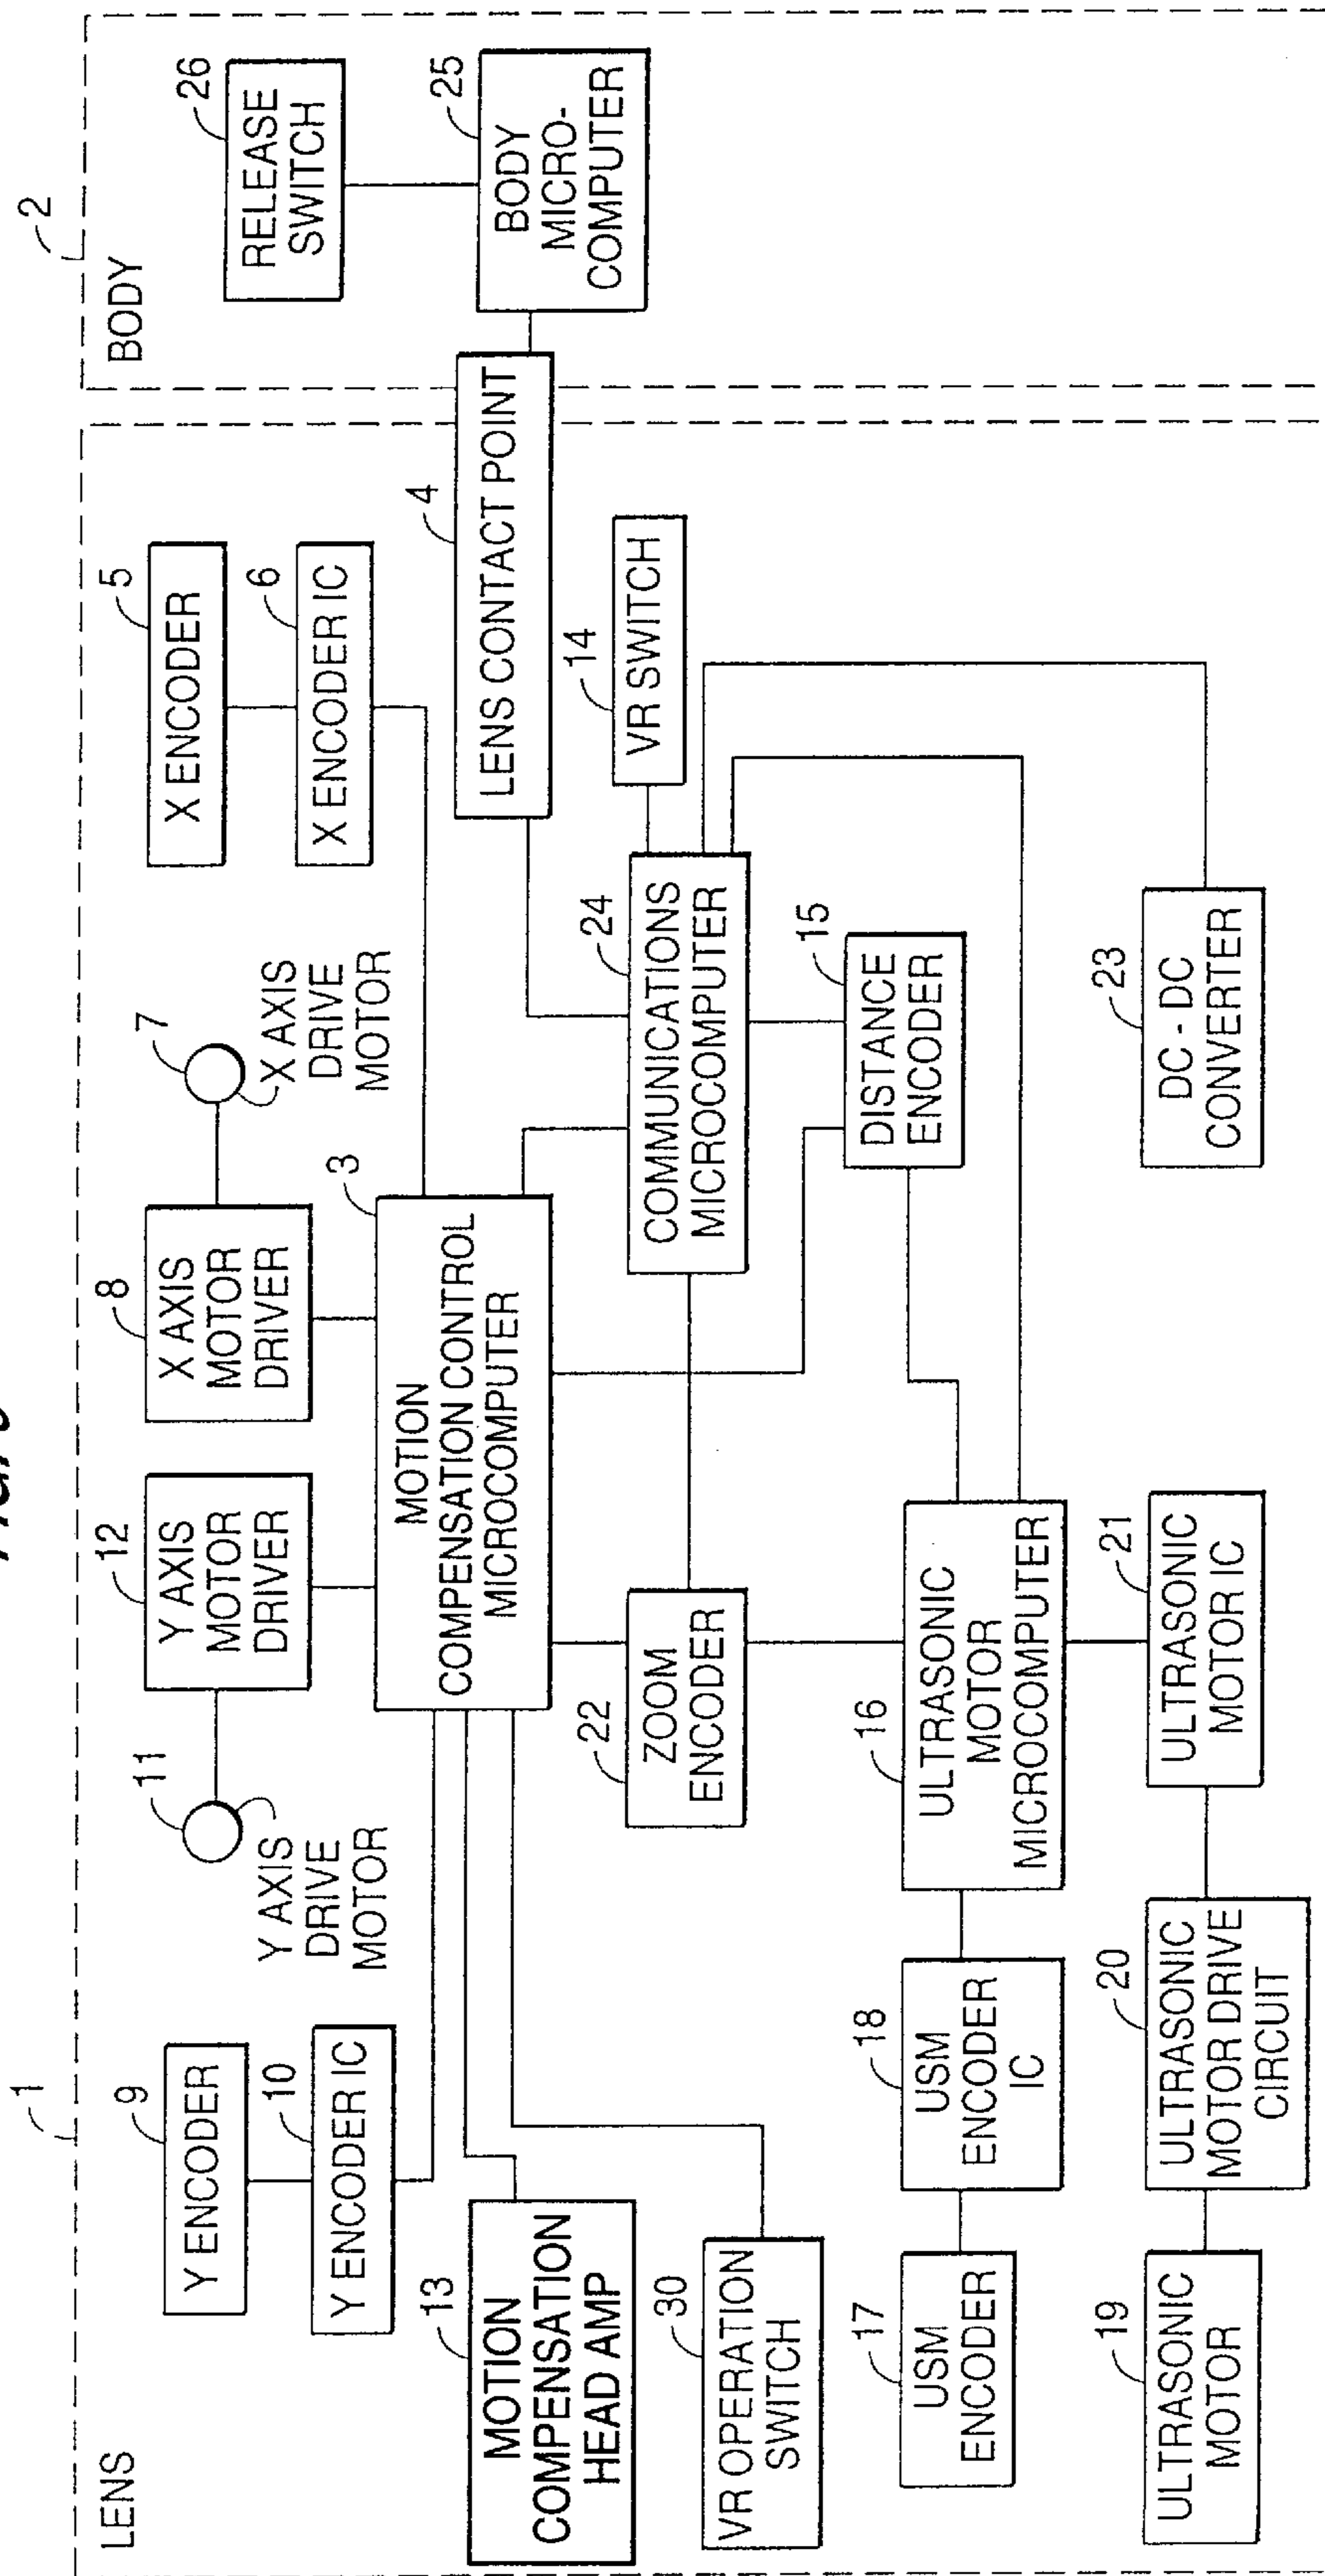 1
2
LENS
BODY
9
Y ENCODER
10
Y ENCODER IC
11
Y AXIS
DRIVE
MOTOR
12
Y AXIS
MOTOR
DRIVER
8
X AXIS
MOTOR
DRIVER
7
X AXIS
DRIVE
MOTOR
5
X ENCODER
6
X ENCODER IC
26
RELEASE
SWITCH
13
MOTION
COMPENSATION
HEAD AMP
3
MOTION
COMPENSATION CONTROL
MICROCOMPUTER
4
LENS CONTACT POINT
25
BODY
MICRO-
COMPUTER
30
VR OPERATION
SWITCH
22
ZOOM
ENCODER
24
COMMUNICATIONS
MICROCOMPUTER
14
VR SWITCH
17
USM
ENCODER
18
USM
ENCODER
IC
16
ULTRASONIC
MOTOR
MICROCOMPUTER
15
DISTANCE
ENCODER
19
ULTRASONIC
MOTOR
20
ULTRASONIC
MOTOR DRIVE
CIRCUIT
21
ULTRASONIC
MOTOR IC
23
DC - DC
CONVERTER